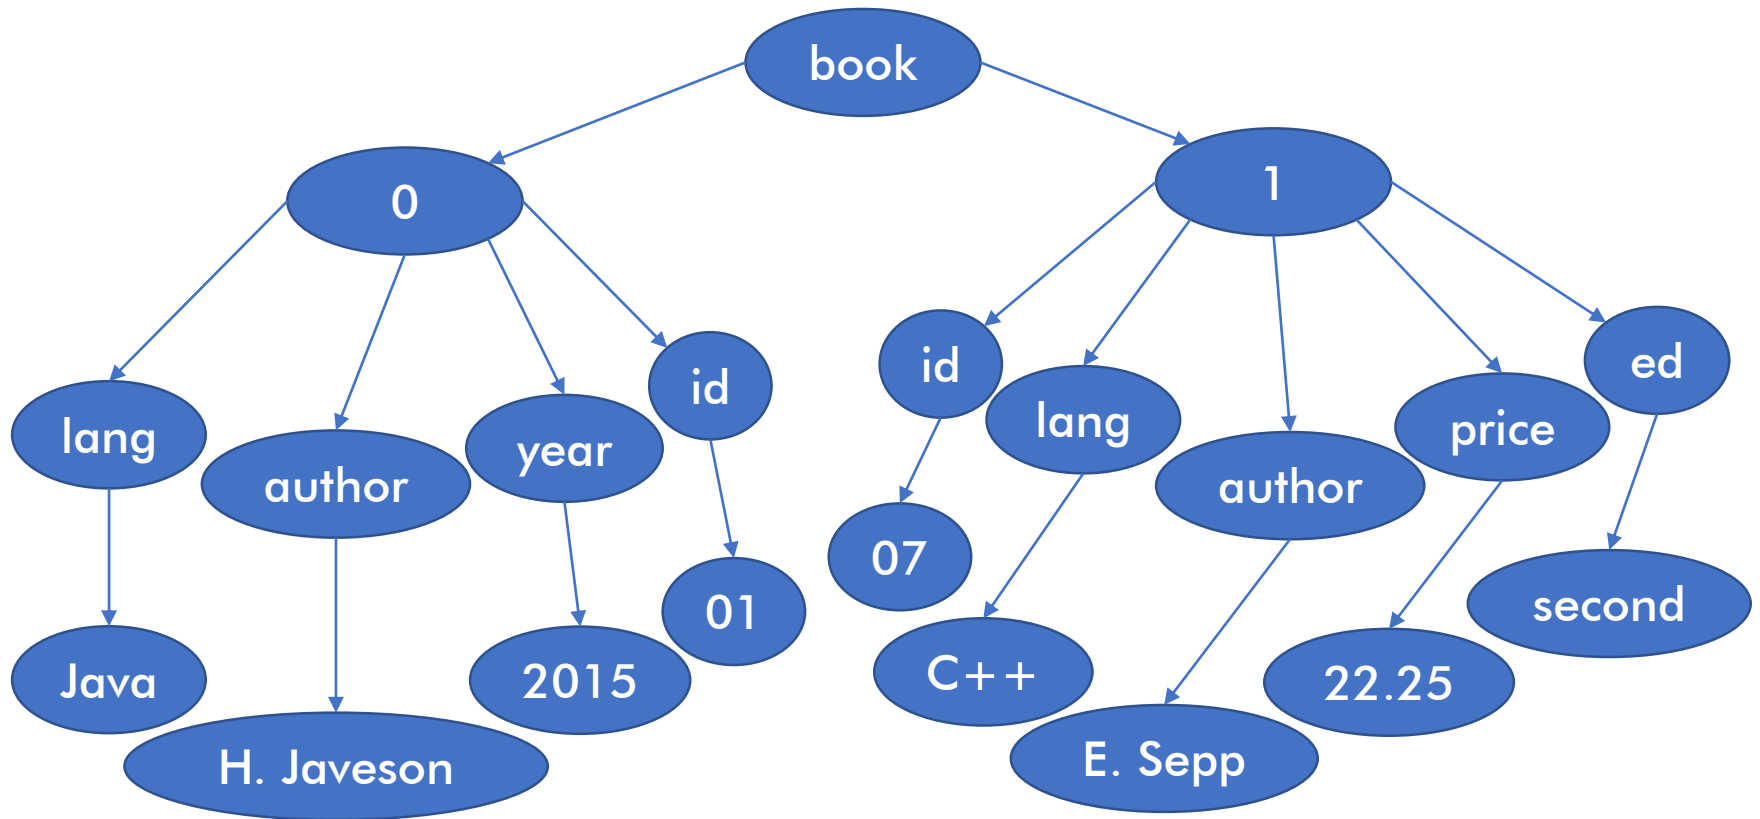 book
0
1
lang
author
year
id
id
lang
author
price
ed
Java
H. Javeson
2015
01
07
C++
E. Sepp
22.25
second